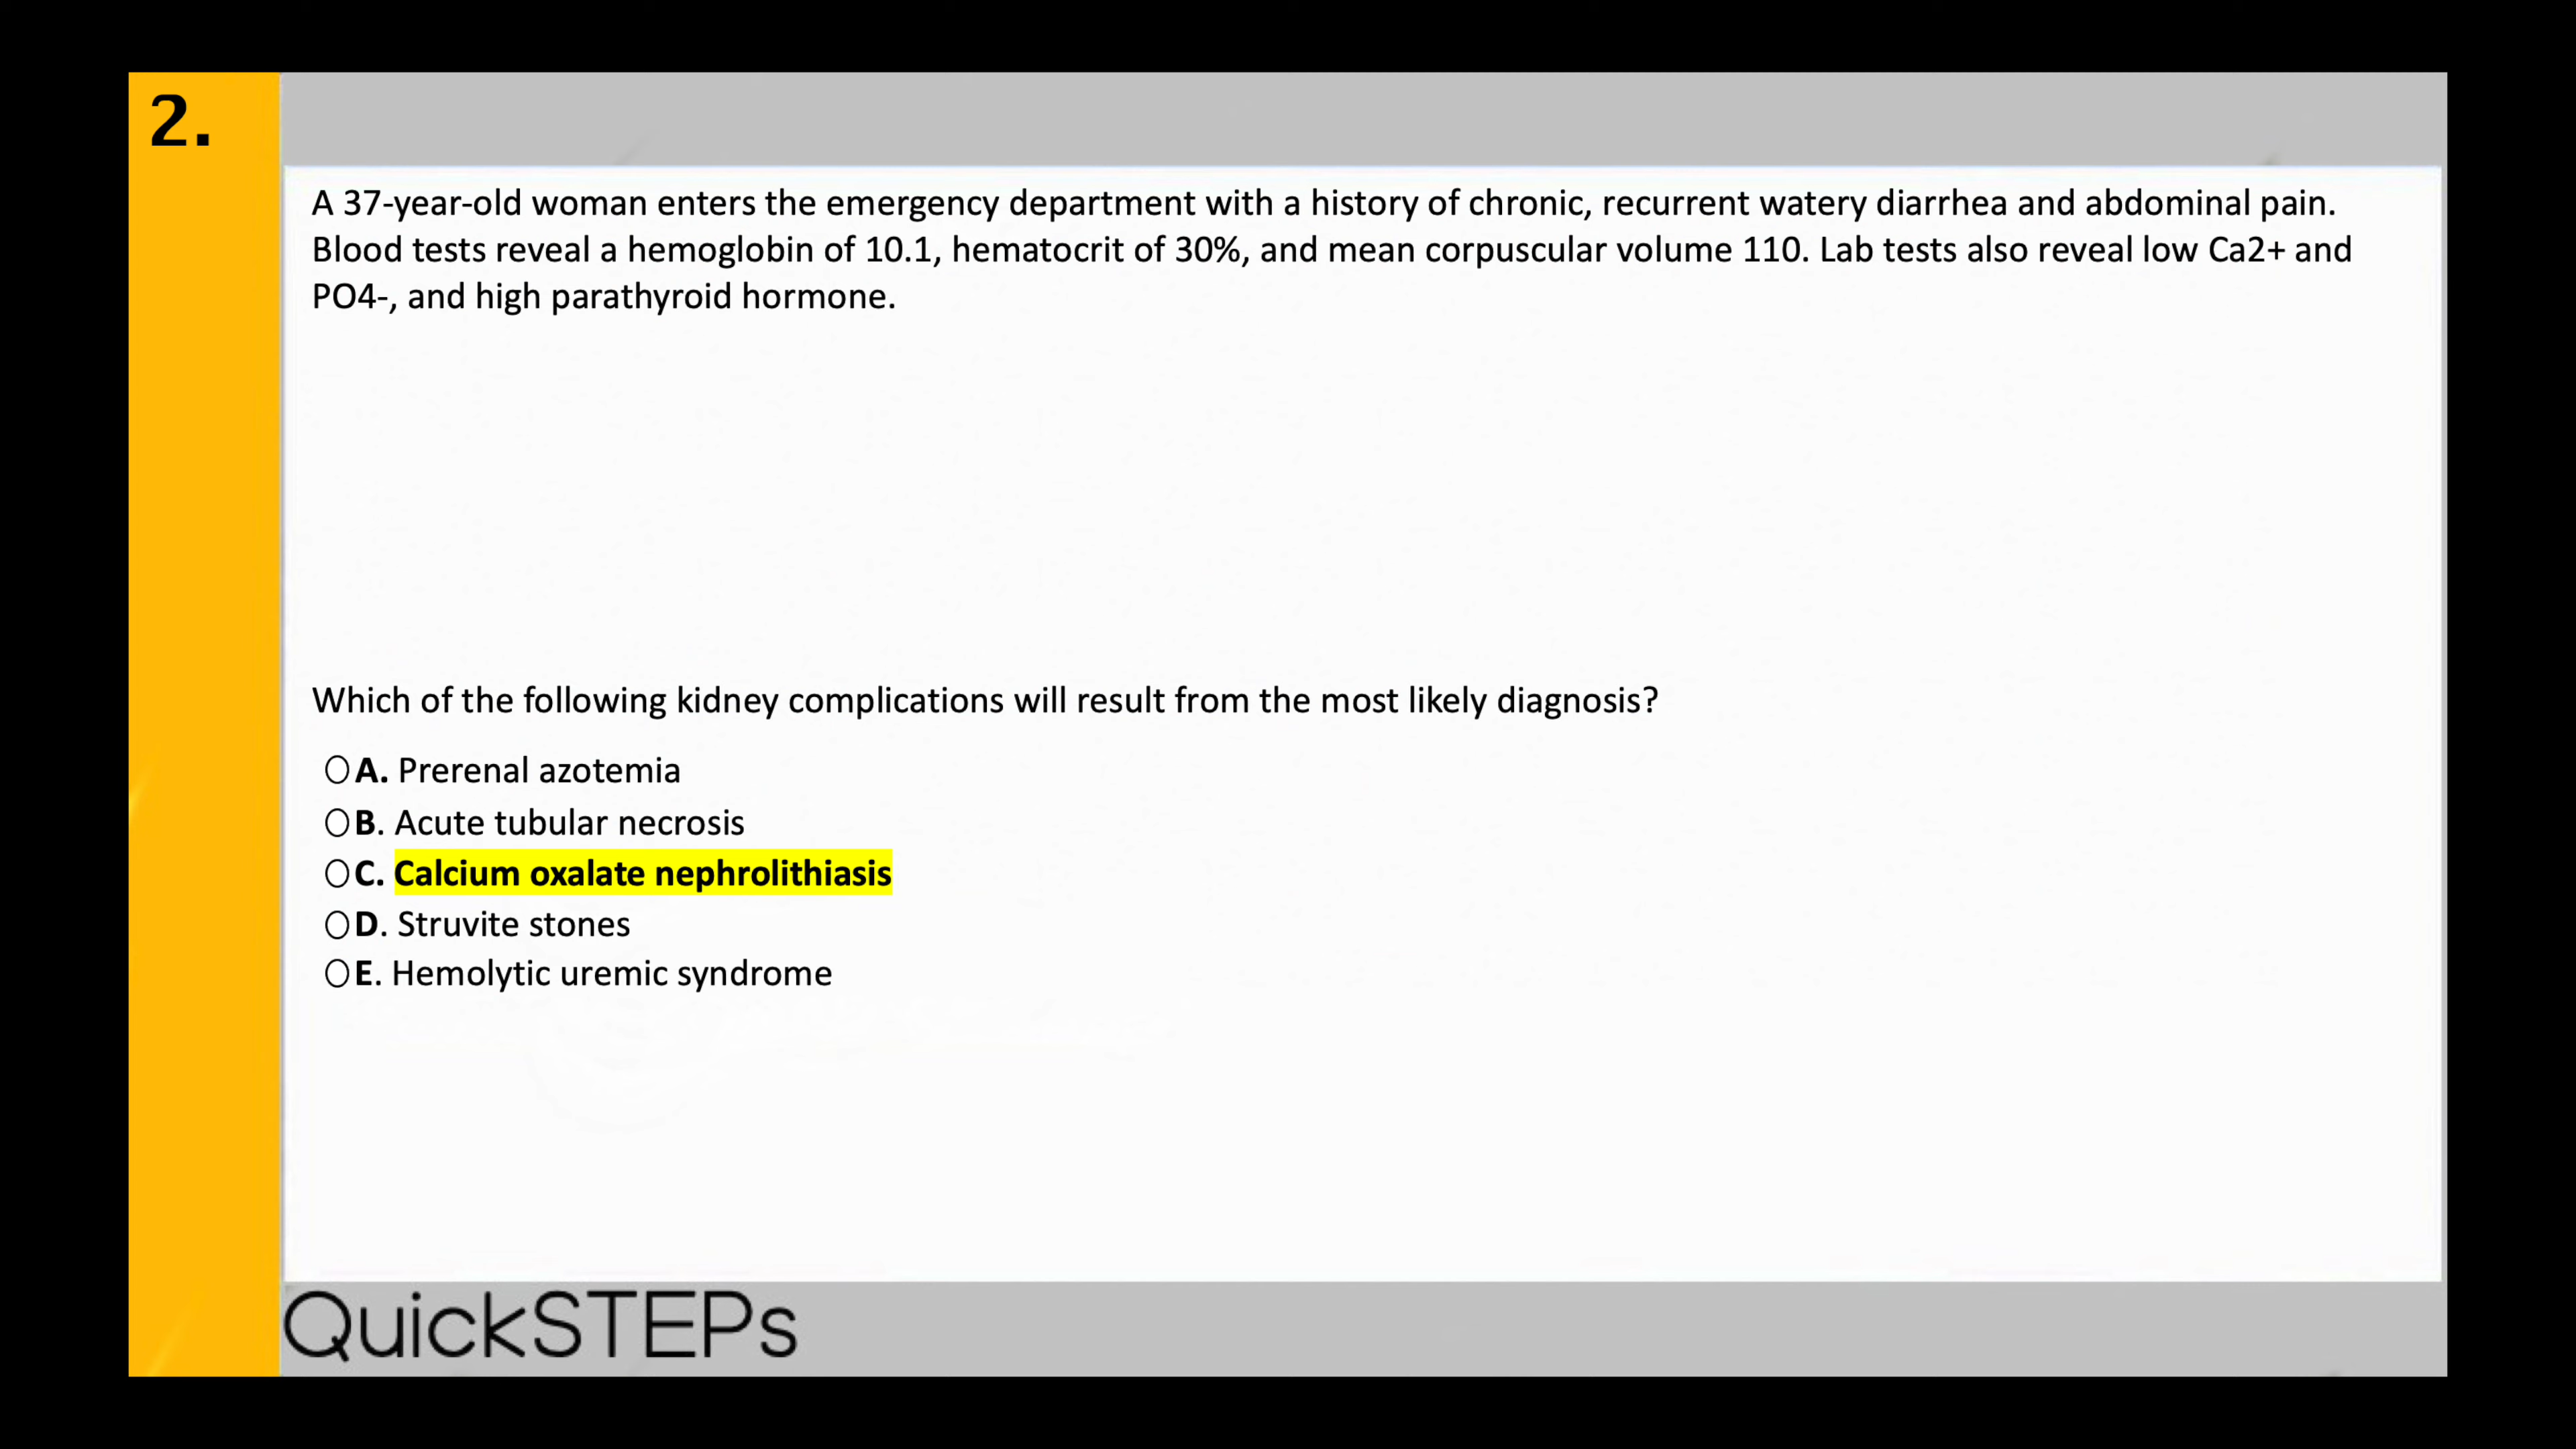 2.
A 37-year-old woman enters the emergency department with a history of chronic, recurrent watery diarrhea and abdominal pain.
Blood tests reveal a hemoglobin of 10.1, hematocrit of 30%, and mean corpuscular volume 110. Lab tests also reveal low Ca2+ and
PO4-, and high parathyroid hormone.
Which of the following kidney complications will result from the most likely diagnosis?
A. Prerenal azotemia
B. Acute tubular necrosis
C. Calcium oxalate nephrolithiasis
D. Struvite stones
E. Hemolytic uremic syndrome
QuickSTEPs